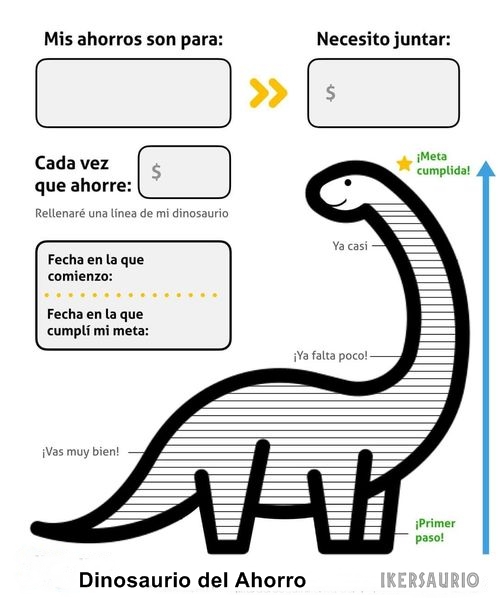 Mis ahorros son para:
Necesito juntar:
$
Cada vez
que ahorre:
$
Rellenaré una línea de mi dinosaurio
Fecha en la que
comienzo:
Fecha en la que
cumplí mi meta:
¡Meta
cumplida!
Ya casi
¡Ya falta poco!
¡Vas muy bien!
¡Primer
paso!
Dinosaurio del Ahorro
IKERSAURIO